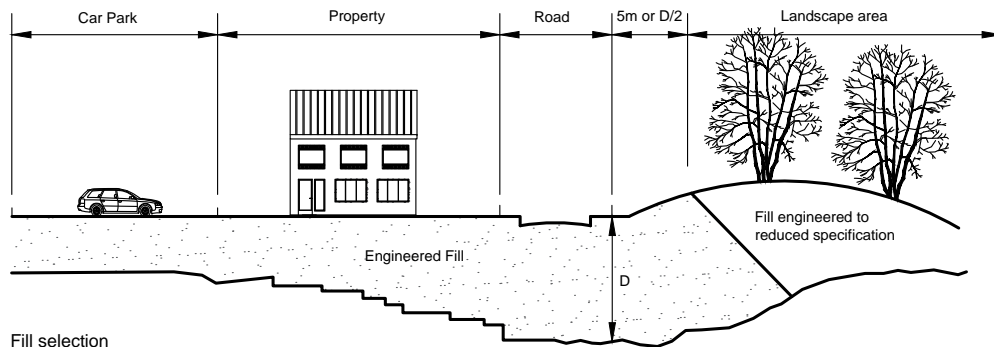 Car Park
Property
Road
5m or D/2
Landscape area
Fill engineered to
reduced specification
Engineered Fill
D
Fill selection